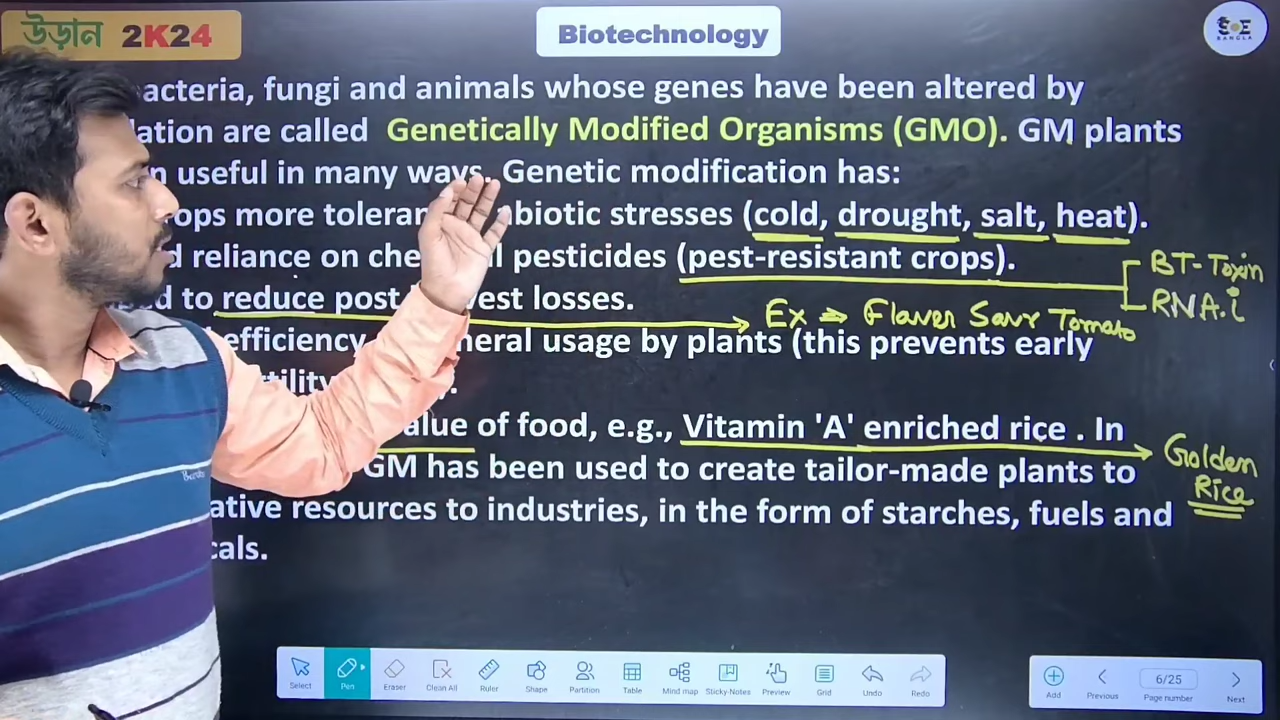 উড়ান 2K24
Biotechnology
SOE
BANGLA
acteria, fungi and animals whose genes have been altered by
lation are called Genetically Modified Organisms (GMO). GM plants
n useful in many ways. Genetic modification has:
ops more toleran biotic stresses (cold, drought, salt, heat).
d reliance on che l pesticides (pest-resistant crops).
BT-Toxin
RNA.i
d to reduce post vest losses.
Ex → Flaver Savr Tomato
efficiency neral usage by plants (this prevents early
tility .
alue of food, e.g., Vitamin 'A' enriched rice . In
Golden
Rice
GM has been used to create tailor-made plants to
ative resources to industries, in the form of starches, fuels and
cals.
Select Pen Eraser Clean All Ruler Shape Partition Table Mind map Sticky-Notes Preview Grid Undo Redo
Add Previous 6/25 Page number Next